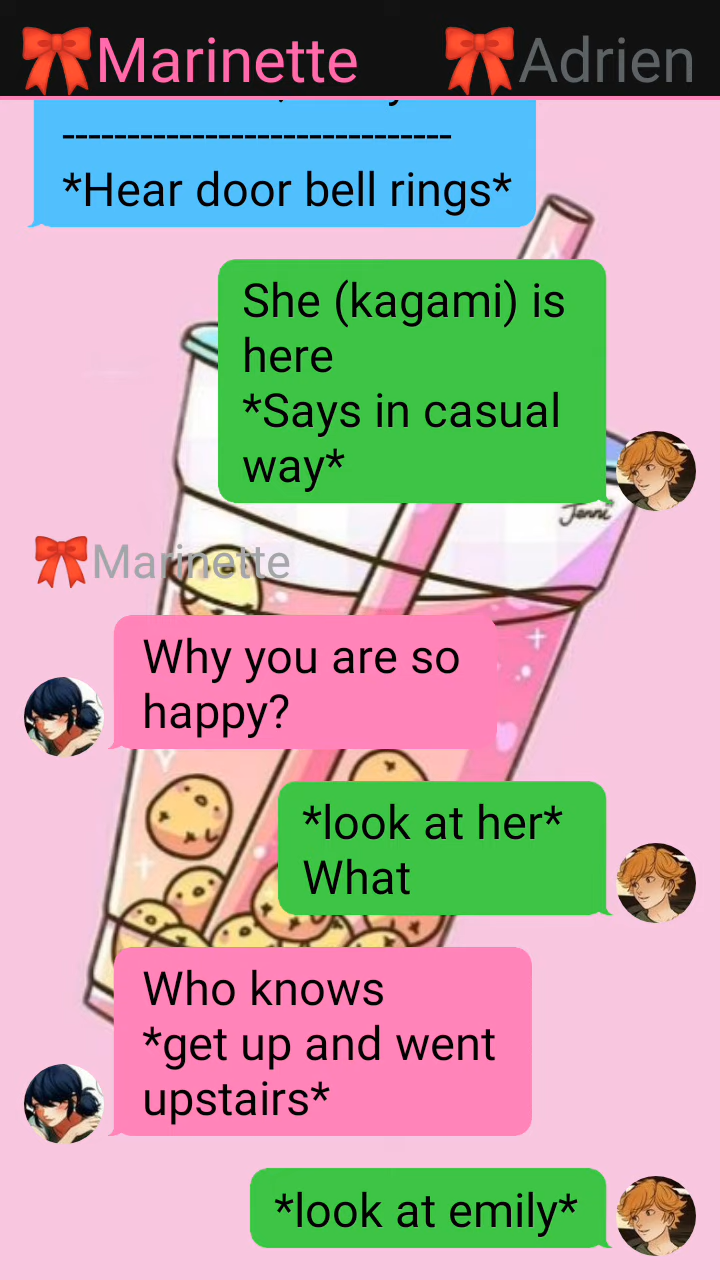 🎀Marinette 🎀Adrien
------------------------------
*Hear door bell rings*
She (kagami) is
here
*Says in casual
way*
Jenni
🎀Marinette
Why you are so
happy?
*look at her*
What
Who knows
*get up and went
upstairs*
*look at emily*